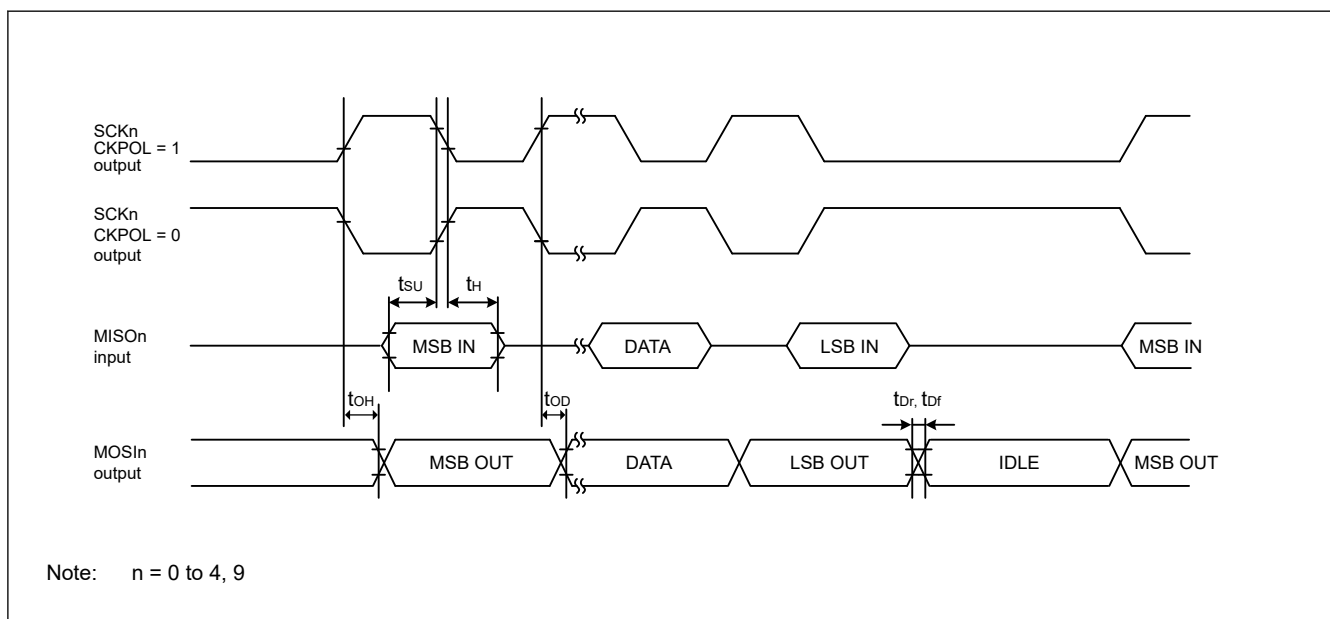 SCKn
CKPOL = 1
output
SCKn
CKPOL = 0
output
tSU
tH
MISOn
input
MSB IN
DATA
LSB IN
MSB IN
tOH
tOD
tDr, tDf
MOSIn
output
MSB OUT
DATA
LSB OUT
IDLE
MSB OUT
Note: n = 0 to 4, 9